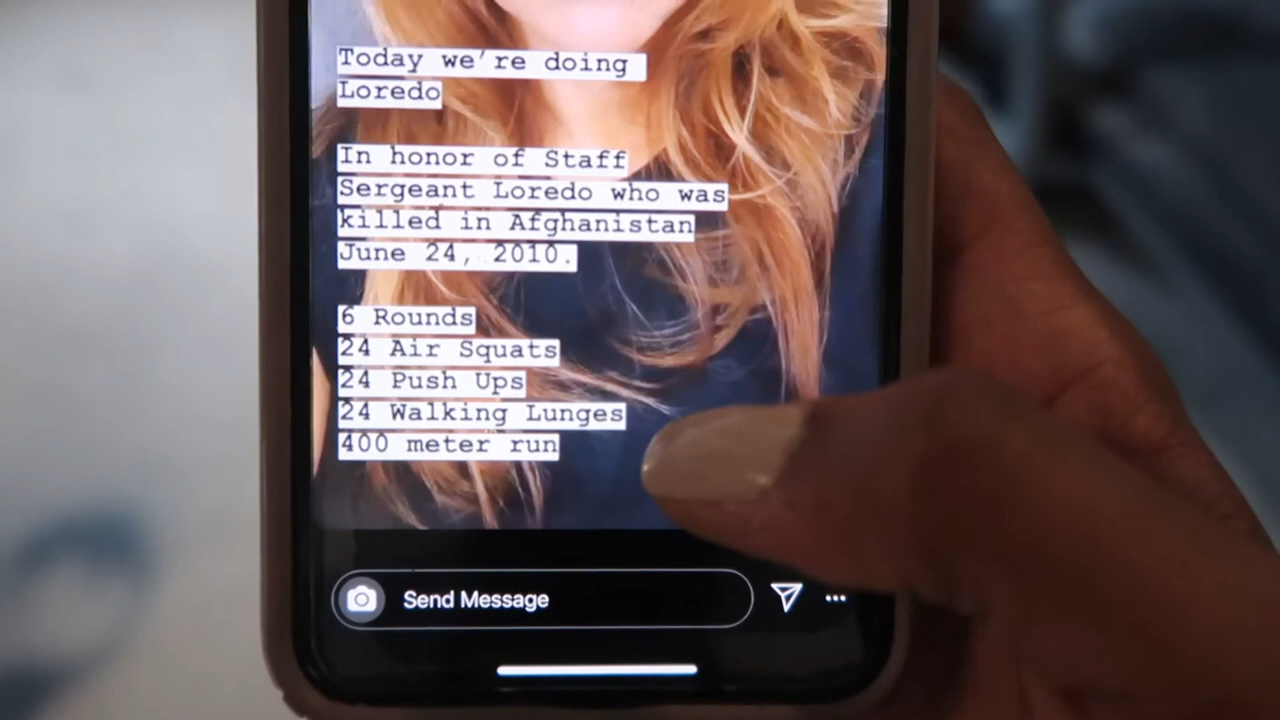 Today we're doing
Loredo
In honor of Staff
Sergeant Loredo who was
killed in Afghanistan
June 24, 2010.
6 Rounds
24 Air Squats
24 Push Ups
24 Walking Lunges
400 meter run
Send Message